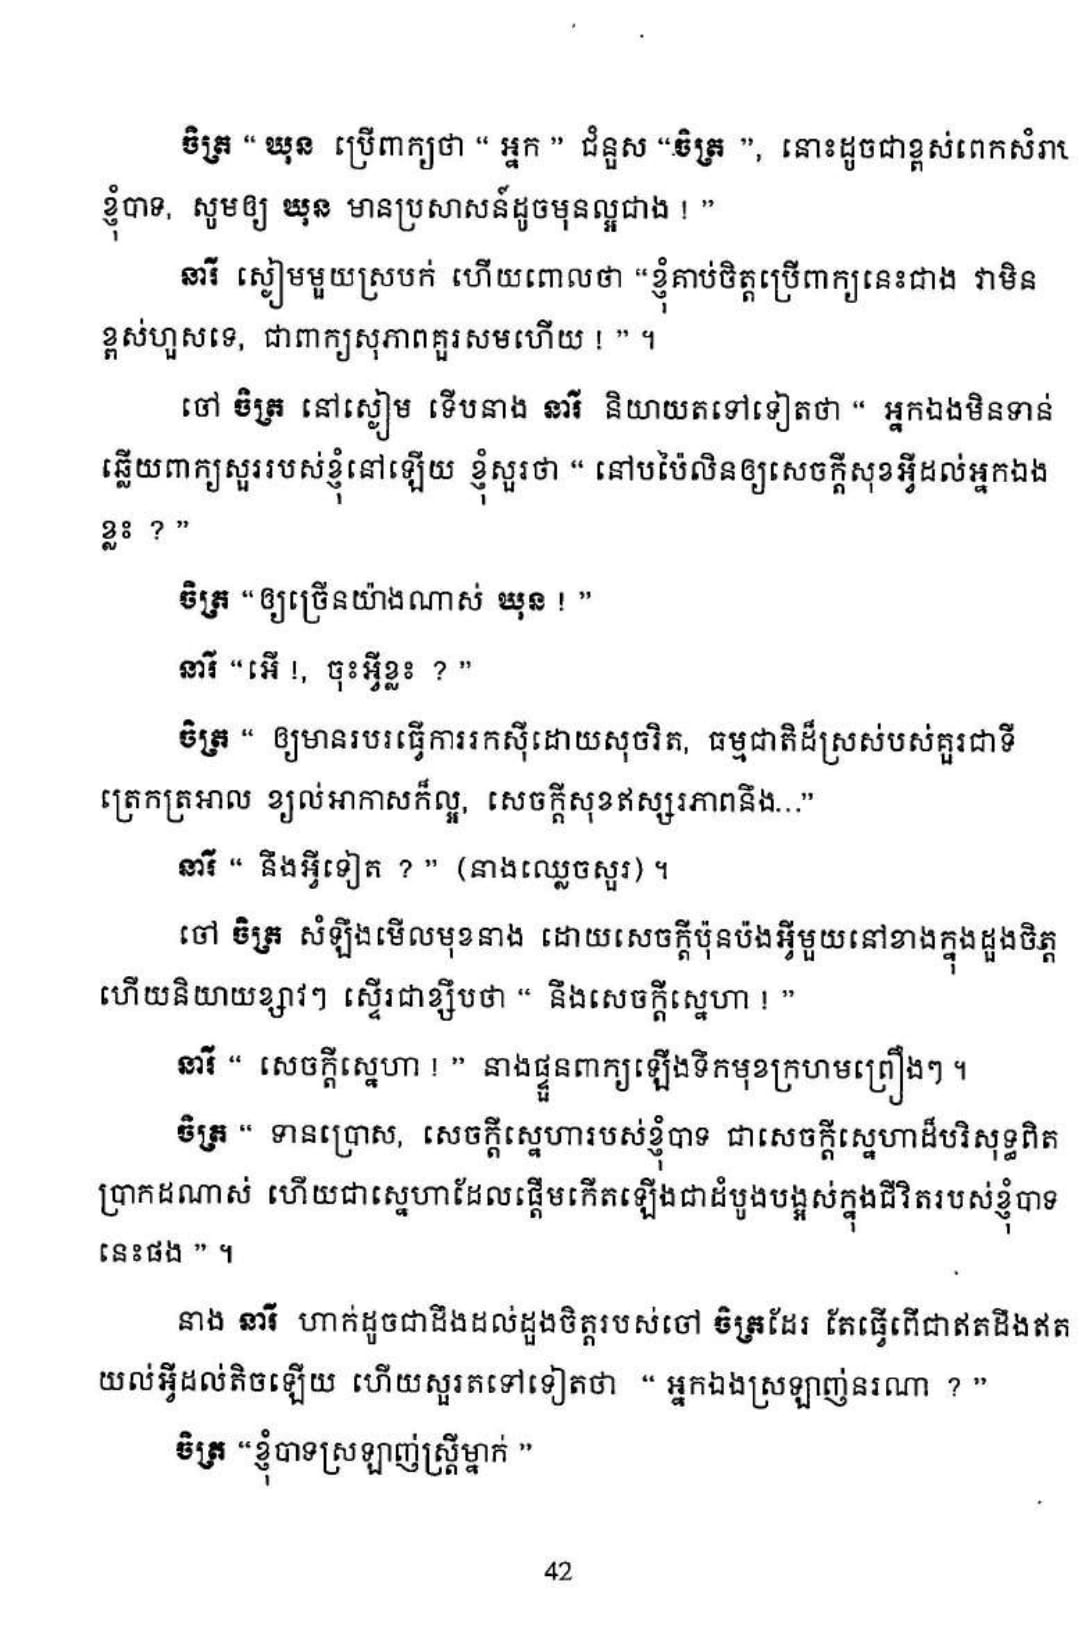 ចិត្រ “ ឃុន ប្រើពាក្យថា “ អ្នក ” ជំនួស “ចិត្រ ”, នោះដូចជាខ្ពស់ពេកសំរាប់
ខ្ញុំបាទ, សូមឲ្យ ឃុន មានប្រសាសន៍ដូចមុនល្អជាង ! ”
នារី ស្ងៀមមួយស្របក់ ហើយពោលថា “ខ្ញុំគាប់ចិត្តប្រើពាក្យនេះជាង វាមិន
ខ្ពស់ហួសទេ, ជាពាក្យសុភាពគួរសមហើយ ! ” ។
ចៅ ចិត្រ នៅស្ងៀម ទើបនាង នារី និយាយតទៅទៀតថា “ អ្នកឯងមិនទាន់
ឆ្លើយពាក្យសួររបស់ខ្ញុំនៅឡើយ ខ្ញុំសួរថា “ នៅបប៉ៃលិនឲ្យសេចក្ដីសុខអ្វីដល់អ្នកឯង
ខ្លះ ? ”
ចិត្រ “ឲ្យច្រើនយ៉ាងណាស់ ឃុន ! ”
នារី “អើ !, ចុះអ្វីខ្លះ ? ”
ចិត្រ “ ឲ្យមានរបរធ្វើការរកស៊ីដោយសុចរិត, ធម្មជាតិដ៏ស្រស់បស់គួរជាទី
ត្រេកត្រអាល ខ្យល់អាកាសក៏ល្អ, សេចក្ដីសុខឥស្សរភាពនឹង...”
នារី “ នឹងអ្វីទៀត ? ” (នាងឈ្លេចសួរ) ។
ចៅ ចិត្រ សំឡឹងមើលមុខនាង ដោយសេចក្ដីប៉ុនប៉ងអ្វីមួយនៅខាងក្នុងដួងចិត្ត
ហើយនិយាយខ្សាវៗ ស្ទើរជាខ្សឹបថា “ នឹងសេចក្ដីស្នេហា ! ”
នារី “ សេចក្ដីស្នេហា ! ” នាងផ្ទួនពាក្យឡើងទឹកមុខក្រហមព្រឿងៗ ។
ចិត្រ “ ទានប្រោស, សេចក្ដីស្នេហារបស់ខ្ញុំបាទ ជាសេចក្ដីស្នេហាដ៏បរិសុទ្ធពិត
ប្រាកដណាស់ ហើយជាស្នេហាដែលផ្ដើមកើតឡើងជាដំបូងបង្អស់ក្នុងជីវិតរបស់ខ្ញុំបាទ
នេះផង ” ។
នាង នារី ហាក់ដូចជាដឹងដល់ដួងចិត្តរបស់ចៅ ចិត្រដែរ តែធ្វើពើជាឥតដឹងឥត
យល់អ្វីដល់តិចឡើយ ហើយសួរតទៅទៀតថា “ អ្នកឯងស្រឡាញ់នរណា ? ”
ចិត្រ “ខ្ញុំបាទស្រឡាញ់ស្ត្រីម្នាក់ ”
42